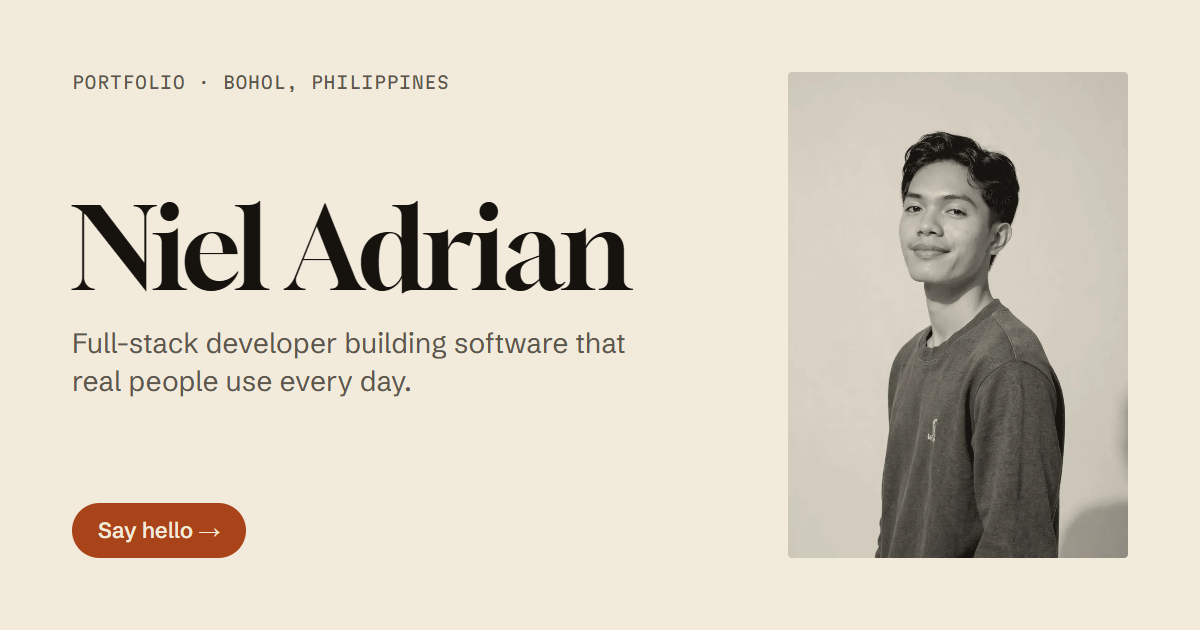 PORTFOLIO · BOHOL, PHILIPPINES
Niel Adrian
Full-stack developer building software that
real people use every day.
Say hello →